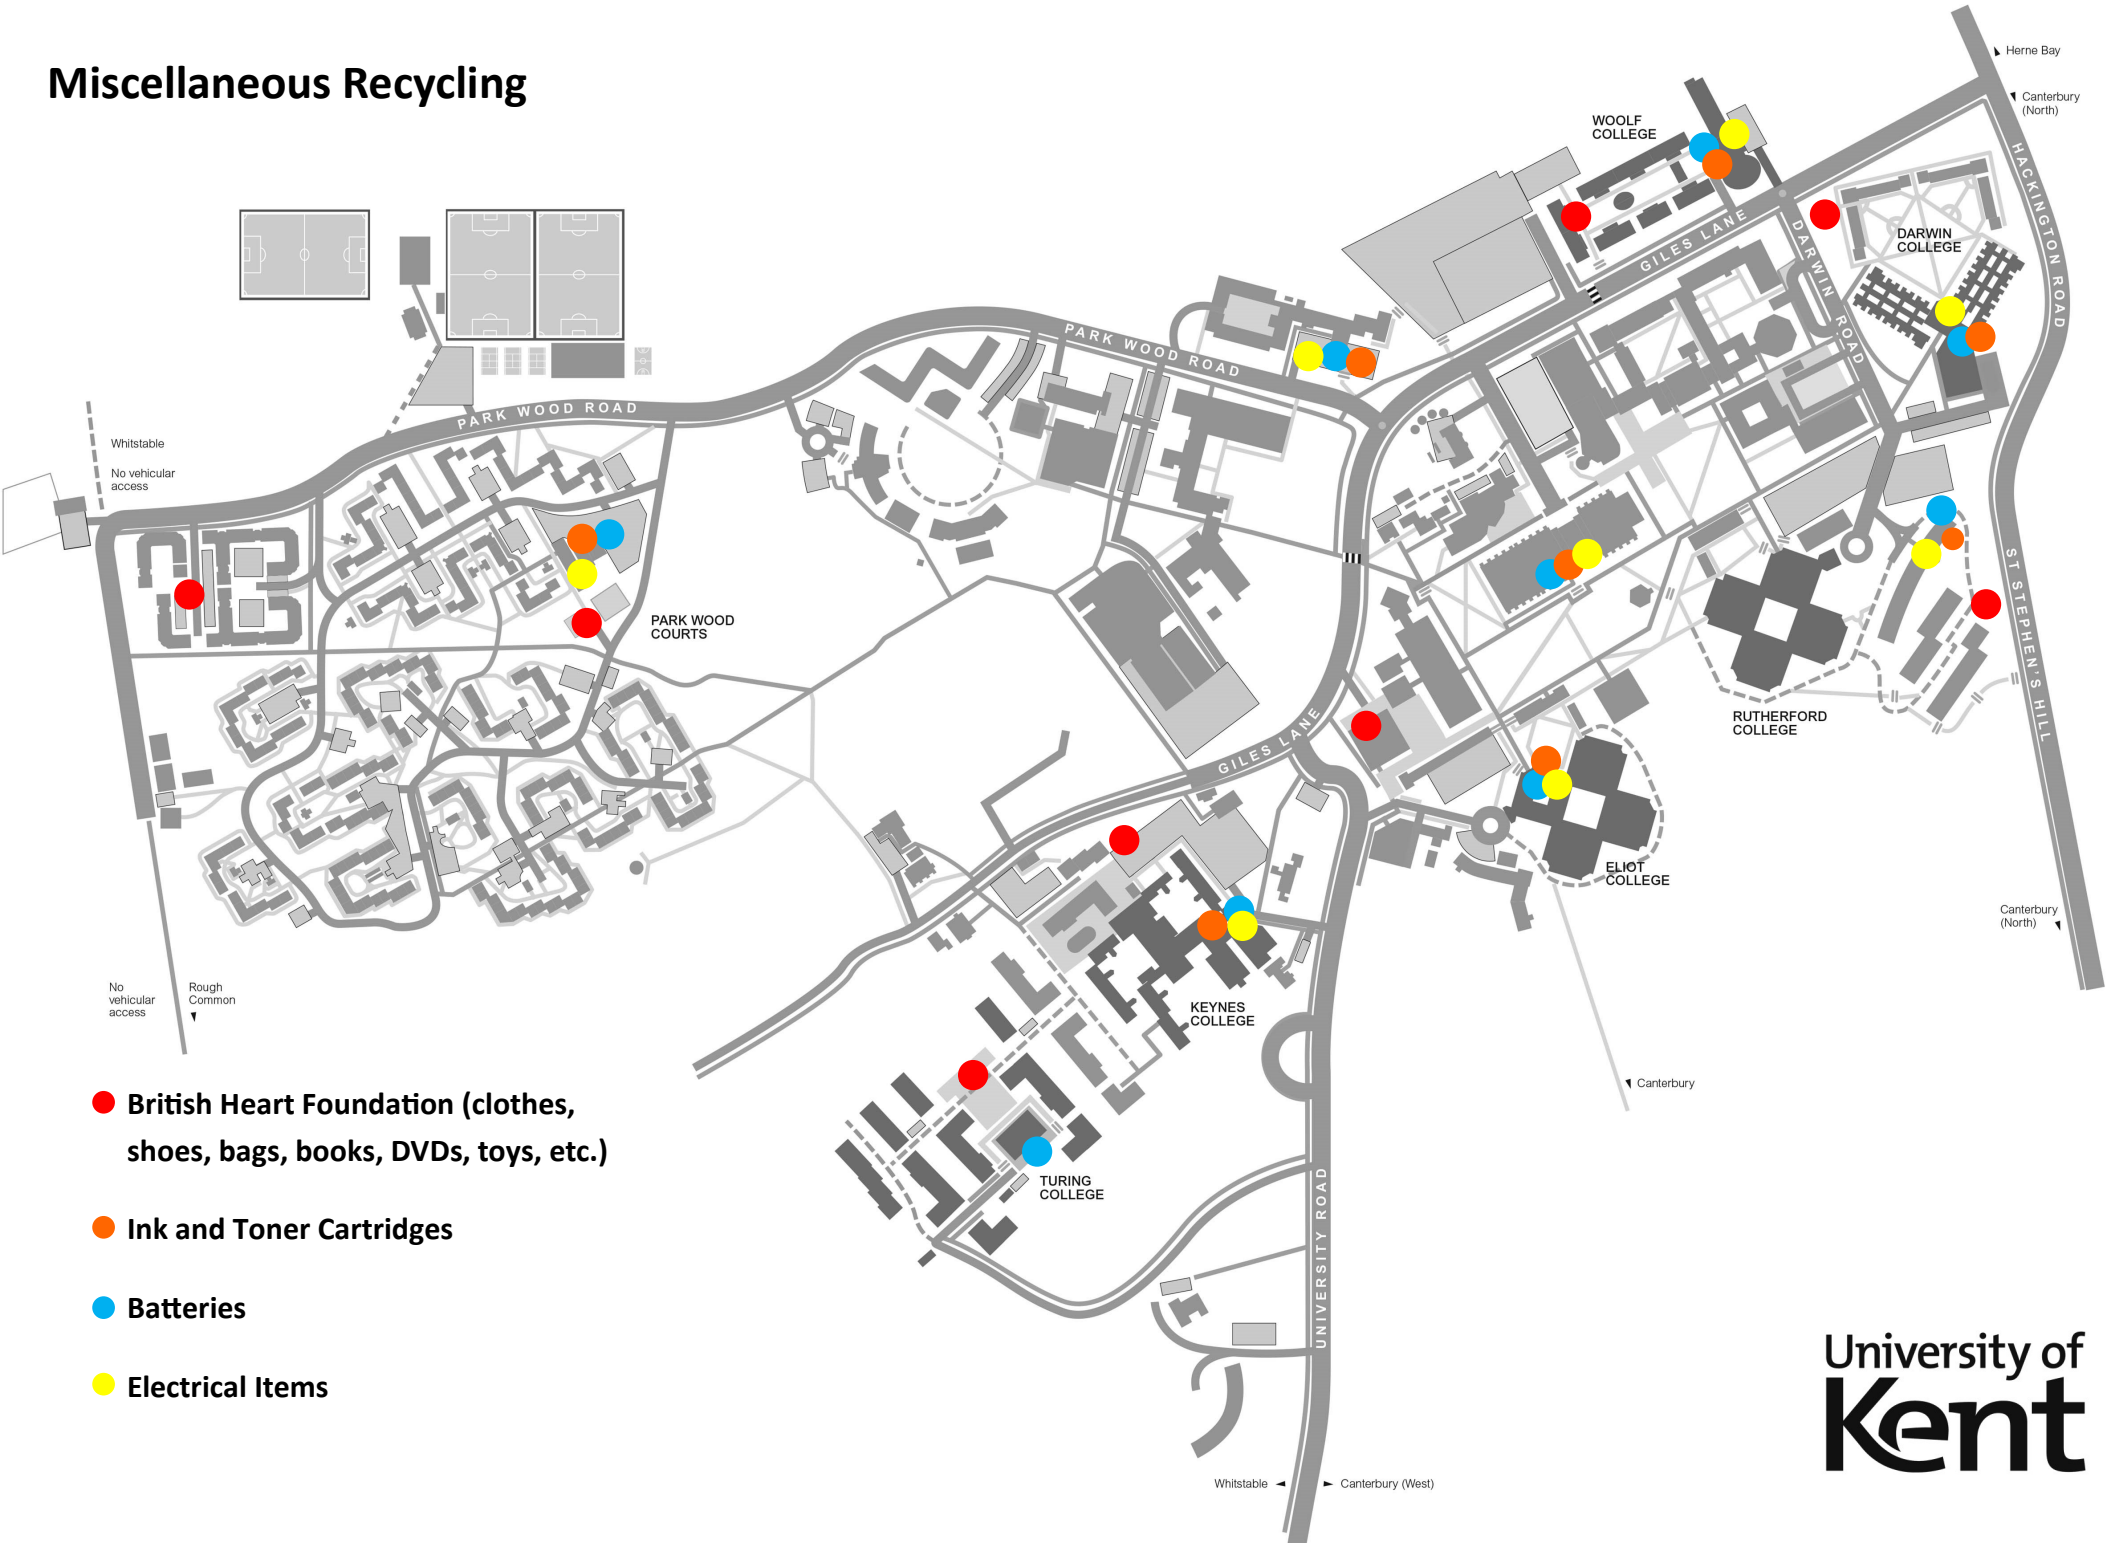 Miscellaneous Recycling
Herne Bay
Canterbury
(North)
WOOLF
COLLEGE
HACKINGTON ROAD
GILES LANE
DARWIN ROAD
DARWIN
COLLEGE
PARK WOOD ROAD
PARK WOOD ROAD
Whitstable
No vehicular
access
PARK WOOD
COURTS
ST STEPHEN'S HILL
RUTHERFORD
COLLEGE
GILES LANE
ELIOT
COLLEGE
Canterbury
(North)
No
vehicular
access
Rough
Common
KEYNES
COLLEGE
Canterbury
TURING
COLLEGE
UNIVERSITY ROAD
British Heart Foundation (clothes,
shoes, bags, books, DVDs, toys, etc.)
Ink and Toner Cartridges
Batteries
Electrical Items
Whitstable
Canterbury (West)
University of
Kent